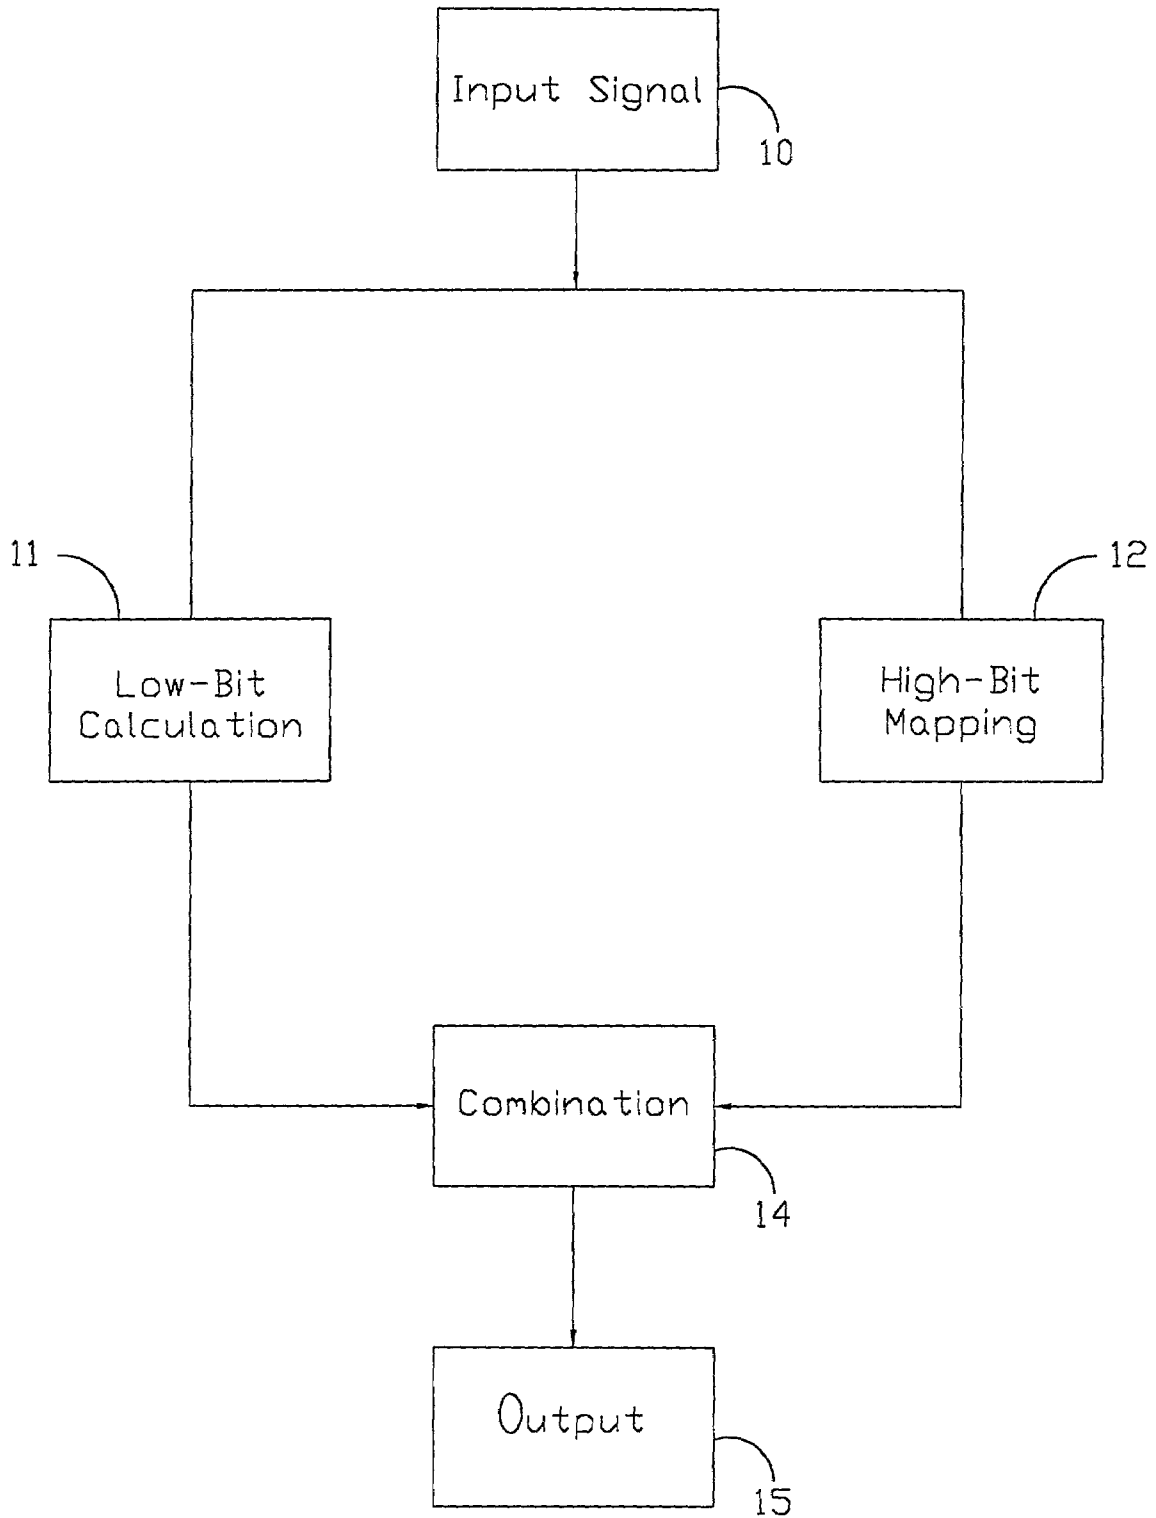 Input Signal
10
11
12
Low-Bit
Calculation
High-Bit
Mapping
Combination
14
Output
15